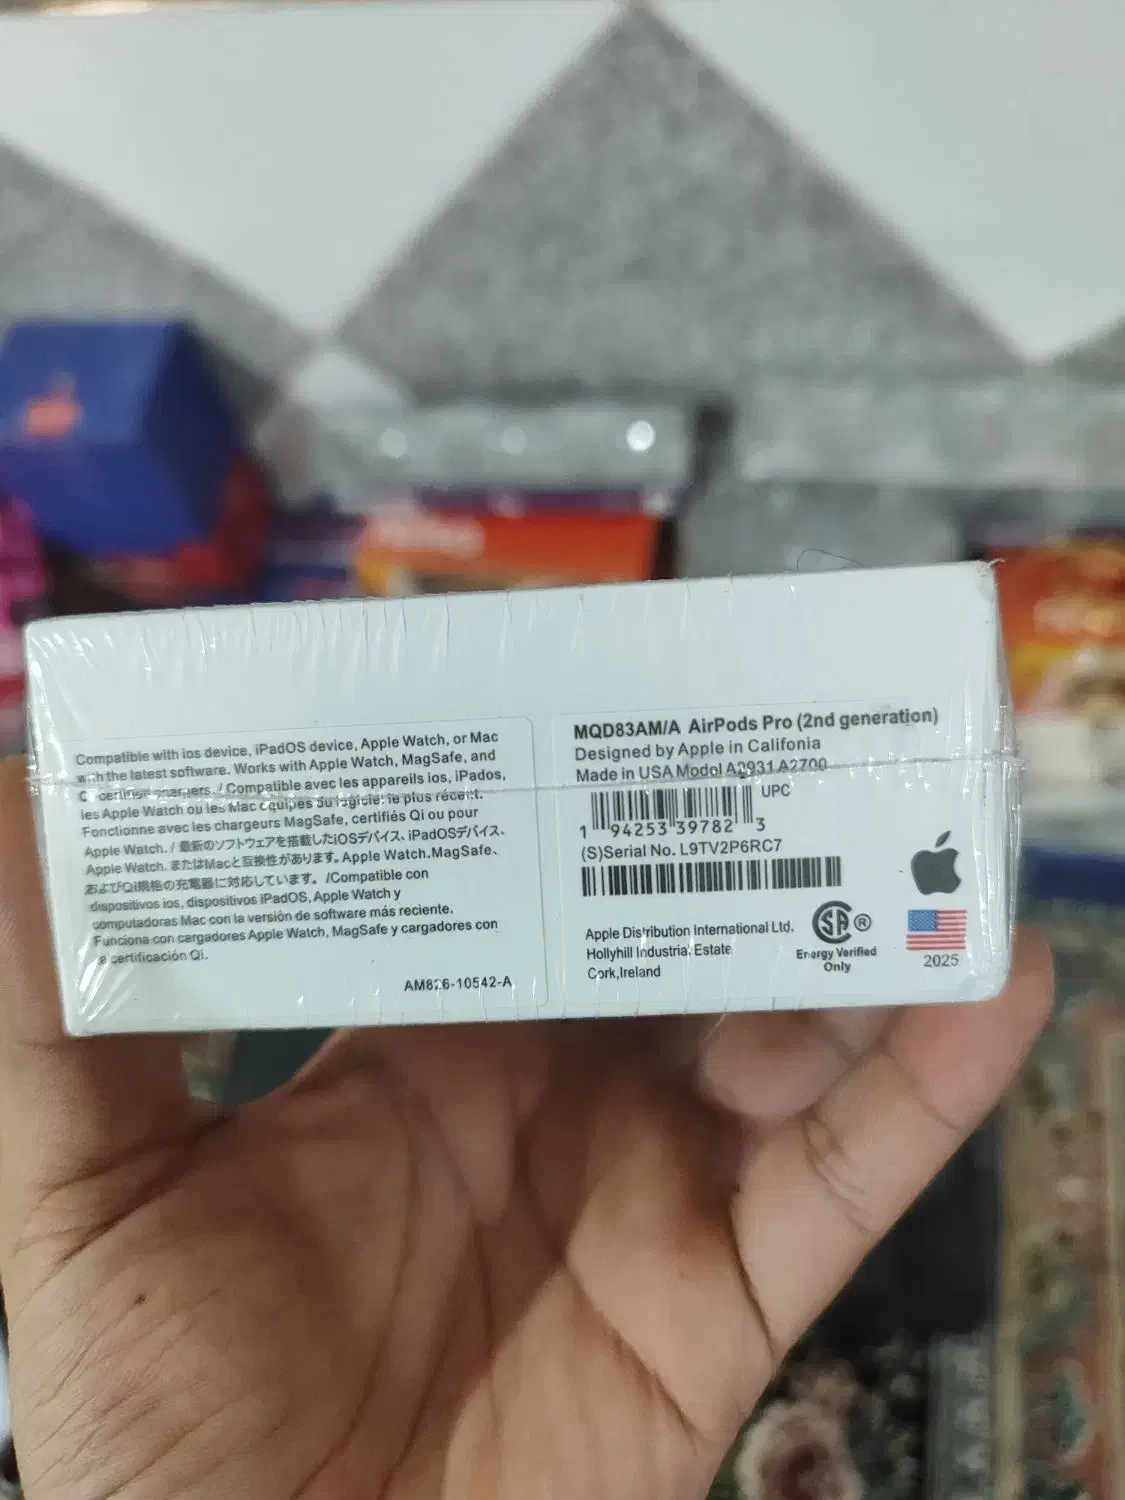 Compatible with ios device, iPadOS device, Apple Watch, or Mac
with the latest software. Works with Apple Watch, MagSafe, and
chargers. / Compatible avec les appareils ios, iPados,
les Apple Watch ou les Mac équipes du logiciel le plus récent.
Fonctionne avec les chargeurs MagSafe, certifiés Qi ou pour
Apple Watch. / 最新のソフトウェアを搭載したiOSデバイス、iPadOSデバイス、
Apple Watch. またはMacと互換性があります。Apple Watch.MagSafe、
およびQi規格の充電器に対応しています。/Compatible con
dispositivos ios, dispositivos iPadOS, Apple Watch y
computadoras Mac con la versión de software más reciente.
Funciona con cargadores Apple Watch, MagSafe y cargadores con
certificación Qi.
AM826-10542-A
MQD83AM/A AirPods Pro (2nd generation)
Designed by Apple in Califonia
Made in USA Modol A2931 A2700
UPC
1 94253 39782 3
(S)Serial No. L9TV2P6RC7
Apple Distribution International Ltd.
Hollyhill Industrial Estate
Cork,Ireland
SA ®
Energy Verified
Only
2025